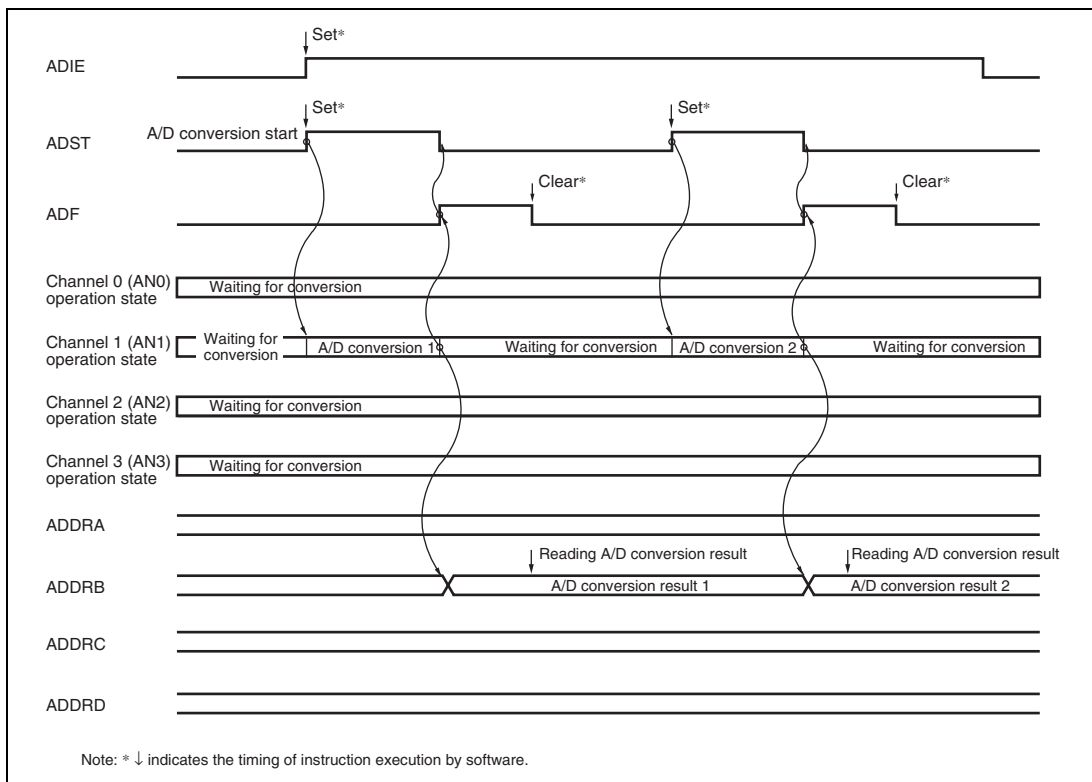 Set*
ADIE
Set*
Set*
A/D conversion start
ADST
Clear*
Clear*
ADF
Channel 0 (AN0)
operation state
Waiting for conversion
Channel 1 (AN1)
operation state
Waiting for
conversion
A/D conversion 1
Waiting for conversion
A/D conversion 2
Waiting for conversion
Channel 2 (AN2)
operation state
Waiting for conversion
Channel 3 (AN3)
operation state
Waiting for conversion
ADDRA
Reading A/D conversion result
Reading A/D conversion result
ADDRB
A/D conversion result 1
A/D conversion result 2
ADDRC
ADDRD
Note: * ↓ indicates the timing of instruction execution by software.